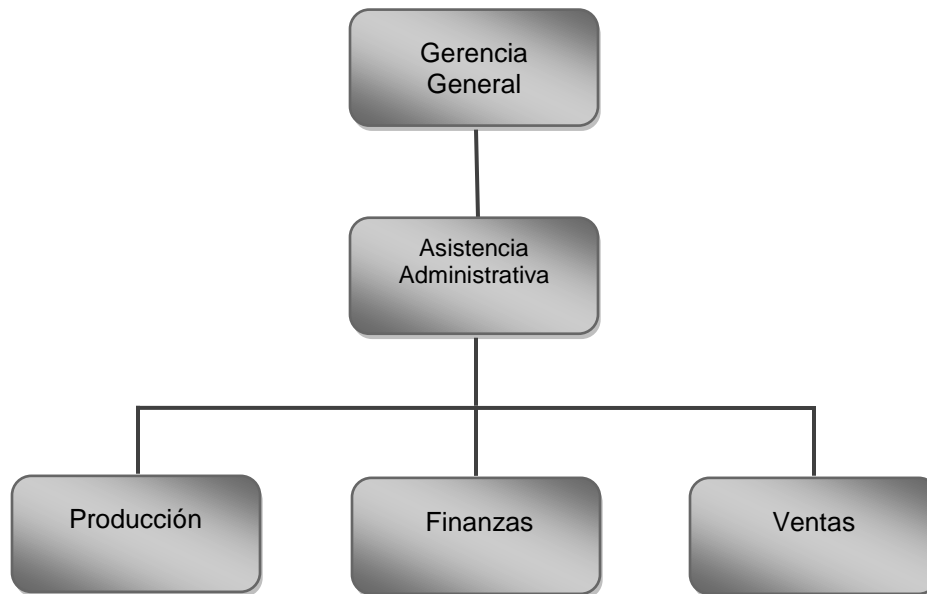 Gerencia
General
Asistencia
Administrativa
Producción
Finanzas
Ventas